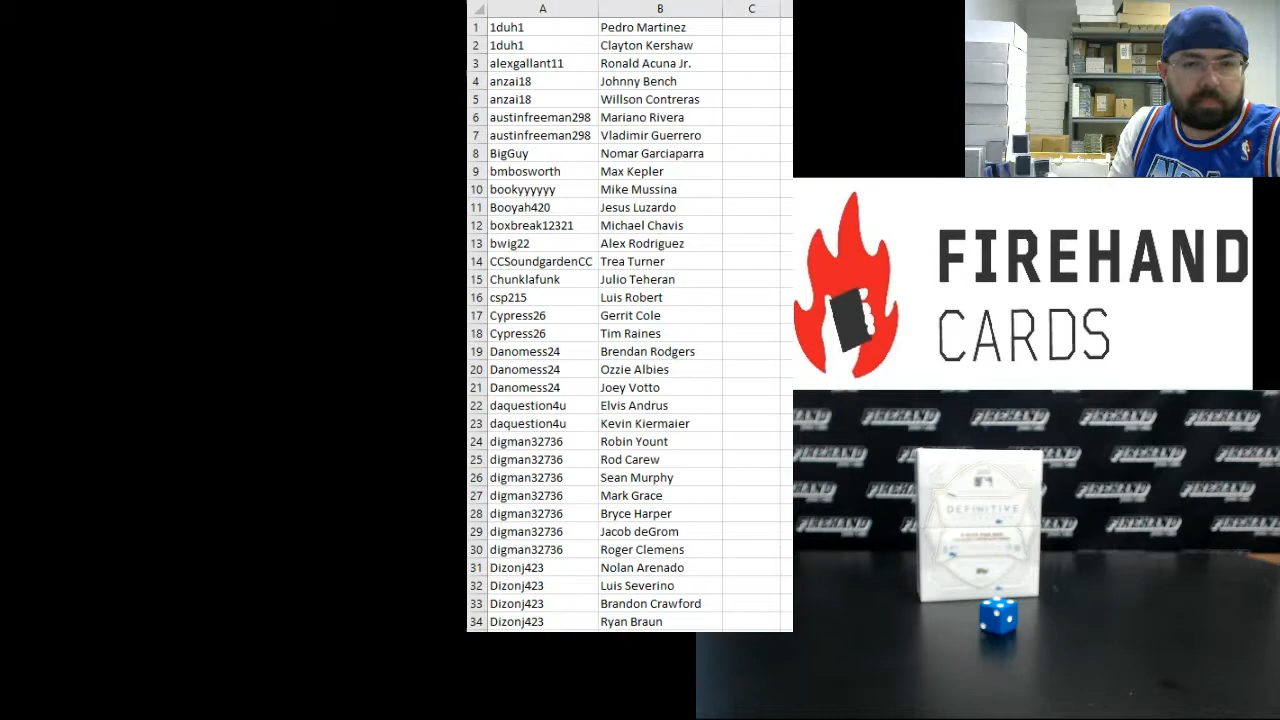 A B C
1 1duh1 Pedro Martinez
2 1duh1 Clayton Kershaw
3 alexgallant11 Ronald Acuna Jr.
4 anzai18 Johnny Bench
5 anzai18 Willson Contreras
6 austinfreeman298 Mariano Rivera
7 austinfreeman298 Vladimir Guerrero
8 BigGuy Nomar Garciaparra
9 bmbosworth Max Kepler
10 bookyyyyyy Mike Mussina
11 Booyah420 Jesus Luzardo
12 boxbreak12321 Michael Chavis
13 bwig22 Alex Rodriguez
14 CCSoundgardenCC Trea Turner
15 Chunklafunk Julio Teheran
16 csp215 Luis Robert
17 Cypress26 Gerrit Cole
18 Cypress26 Tim Raines
19 Danomess24 Brendan Rodgers
20 Danomess24 Ozzie Albies
21 Danomess24 Joey Votto
22 daquestion4u Elvis Andrus
23 daquestion4u Kevin Kiermaier
24 digman32736 Robin Yount
25 digman32736 Rod Carew
26 digman32736 Sean Murphy
27 digman32736 Mark Grace
28 digman32736 Bryce Harper
29 digman32736 Jacob deGrom
30 digman32736 Roger Clemens
31 Dizonj423 Nolan Arenado
32 Dizonj423 Luis Severino
33 Dizonj423 Brandon Crawford
34 Dizonj423 Ryan Braun
FIREHAND
CARDS
FIREHAND
DEFINITIVE